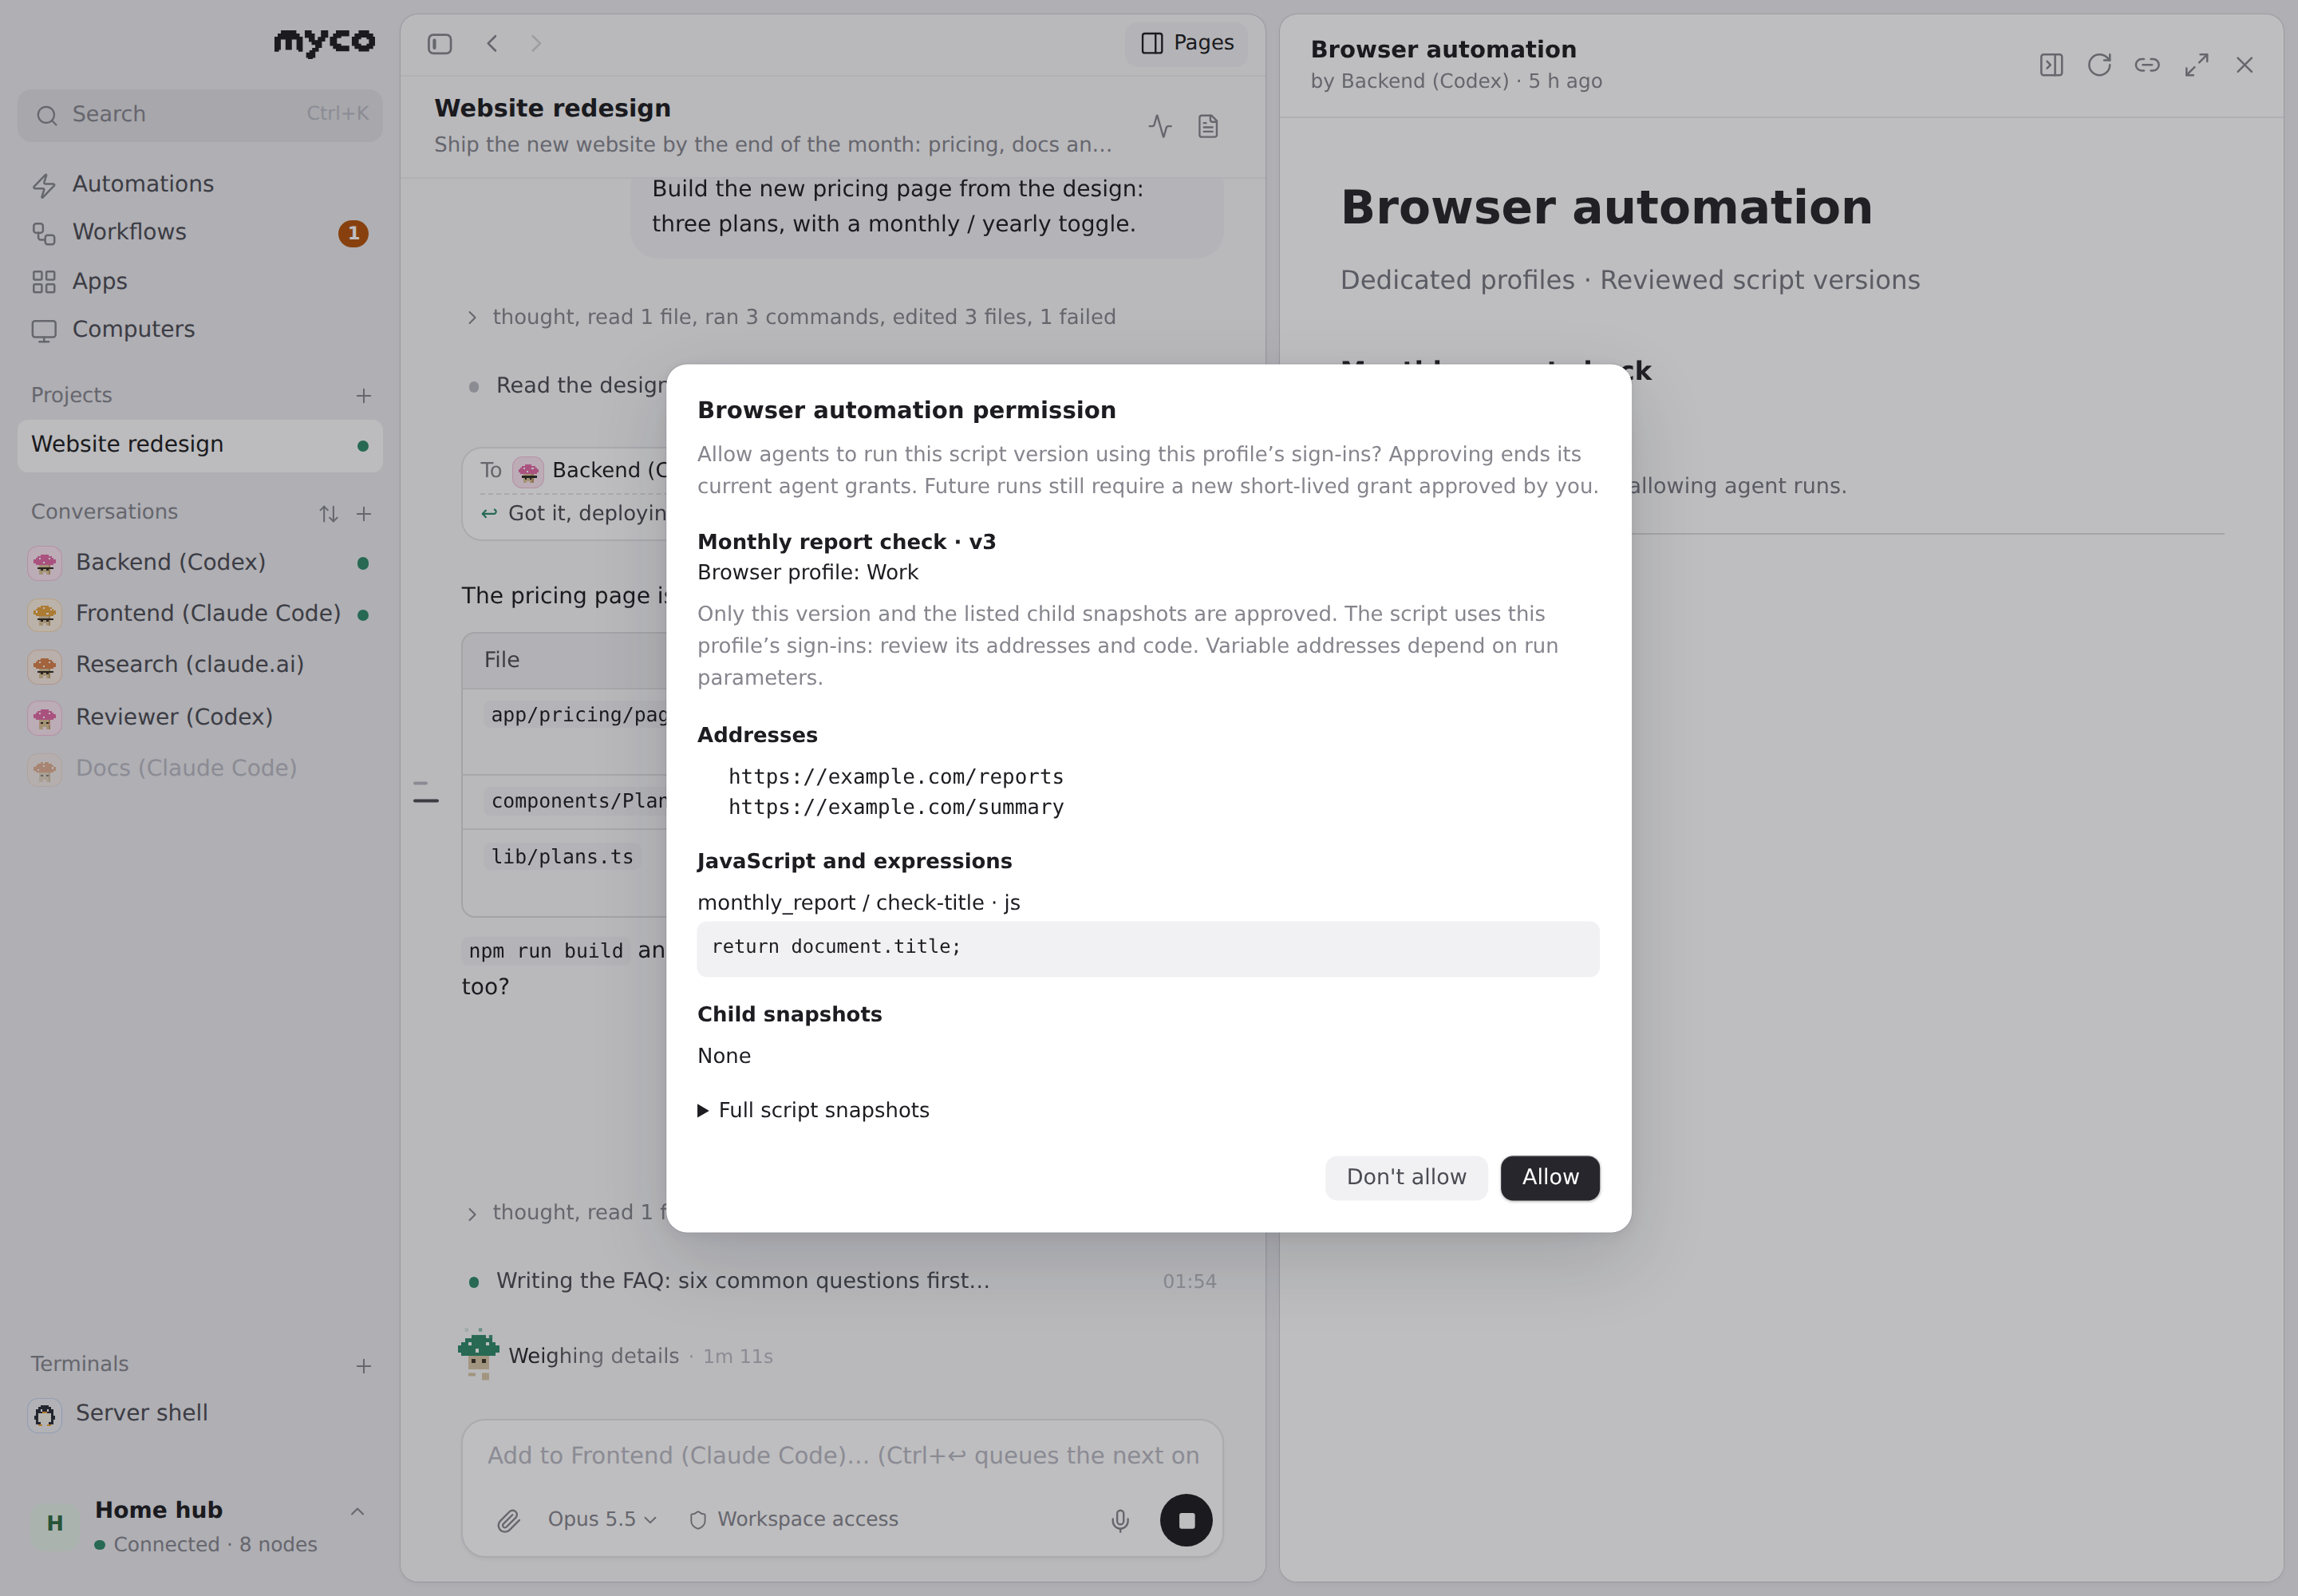 myco
Search Ctrl+K
Automations
Workflows 1
Apps
Computers
Projects
Website redesign
Conversations
Backend (Codex)
Frontend (Claude Code)
Research (claude.ai)
Reviewer (Codex)
Docs (Claude Code)
Terminals
Server shell
H
Home hub
Connected · 8 nodes
Pages
Website redesign
Ship the new website by the end of the month: pricing, docs an…
Build the new pricing page from the design:
three plans, with a monthly / yearly toggle.
thought, read 1 file, ran 3 commands, edited 3 files, 1 failed
Read the design
To Backend (C
↩ Got it, deployin
The pricing page is
File
app/pricing/pag
components/Plan
lib/plans.ts
npm run build an
too?
thought, read 1 f
Writing the FAQ: six common questions first… 01:54
Weighing details · 1m 11s
Add to Frontend (Claude Code)… (Ctrl+↩ queues the next on
Opus 5.5 Workspace access
Browser automation
by Backend (Codex) · 5 h ago
Browser automation
Dedicated profiles · Reviewed script versions
allowing agent runs.
Browser automation permission
Allow agents to run this script version using this profile’s sign-ins? Approving ends its
current agent grants. Future runs still require a new short-lived grant approved by you.
Monthly report check · v3
Browser profile: Work
Only this version and the listed child snapshots are approved. The script uses this
profile’s sign-ins: review its addresses and code. Variable addresses depend on run
parameters.
Addresses
https://example.com/reports
https://example.com/summary
JavaScript and expressions
monthly_report / check-title · js
return document.title;
Child snapshots
None
Full script snapshots
Don't allow
Allow